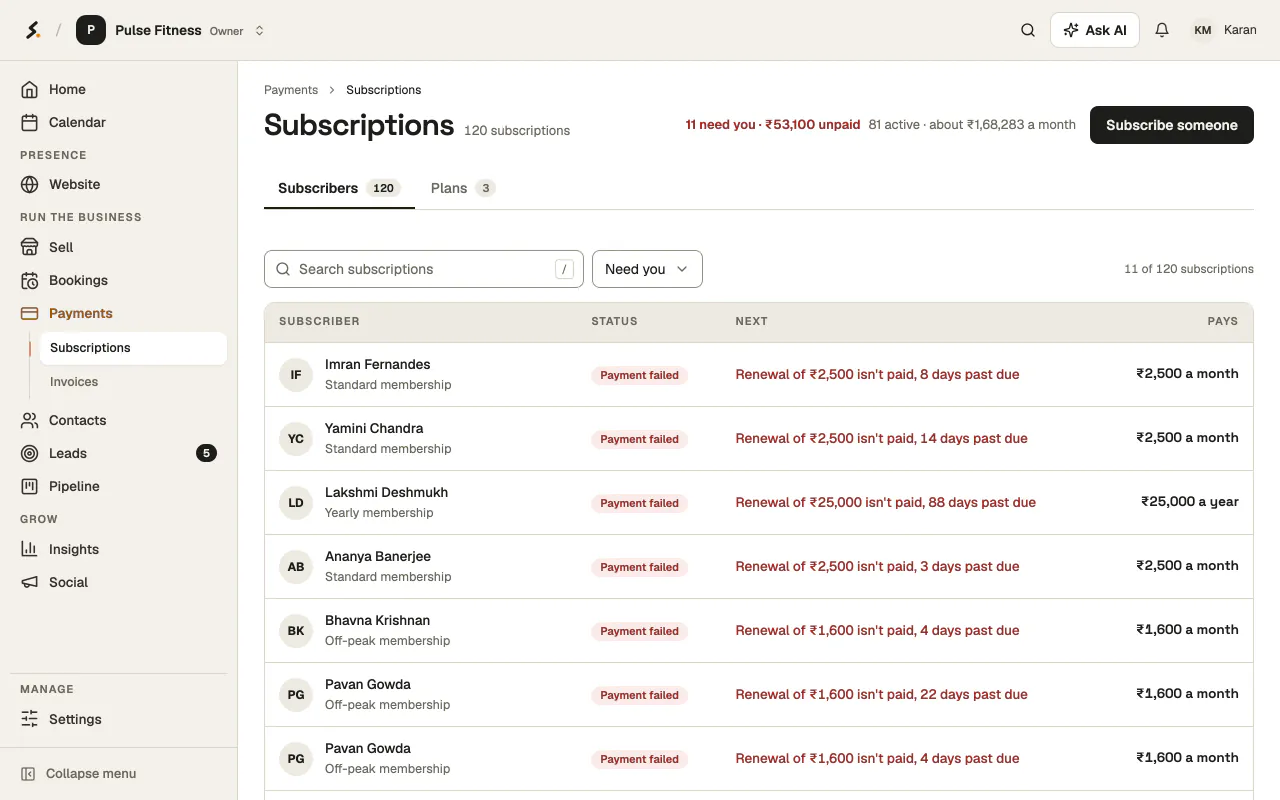 / P Pulse Fitness Owner
Ask AI KM Karan
Home
Calendar
PRESENCE
Website
RUN THE BUSINESS
Sell
Bookings
Payments
Subscriptions
Invoices
Contacts
Leads 5
Pipeline
GROW
Insights
Social
MANAGE
Settings
Collapse menu
Payments > Subscriptions
Subscriptions 120 subscriptions
11 need you · ₹53,100 unpaid 81 active · about ₹1,68,283 a month
Subscribe someone
Subscribers 120 Plans 3
Search subscriptions / Need you
11 of 120 subscriptions
SUBSCRIBER STATUS NEXT PAYS
IF Imran Fernandes
Standard membership
Payment failed Renewal of ₹2,500 isn't paid, 8 days past due ₹2,500 a month
YC Yamini Chandra
Standard membership
Payment failed Renewal of ₹2,500 isn't paid, 14 days past due ₹2,500 a month
LD Lakshmi Deshmukh
Yearly membership
Payment failed Renewal of ₹25,000 isn't paid, 88 days past due ₹25,000 a year
AB Ananya Banerjee
Standard membership
Payment failed Renewal of ₹2,500 isn't paid, 3 days past due ₹2,500 a month
BK Bhavna Krishnan
Off-peak membership
Payment failed Renewal of ₹1,600 isn't paid, 4 days past due ₹1,600 a month
PG Pavan Gowda
Off-peak membership
Payment failed Renewal of ₹1,600 isn't paid, 22 days past due ₹1,600 a month
PG Pavan Gowda
Off-peak membership
Payment failed Renewal of ₹1,600 isn't paid, 4 days past due ₹1,600 a month